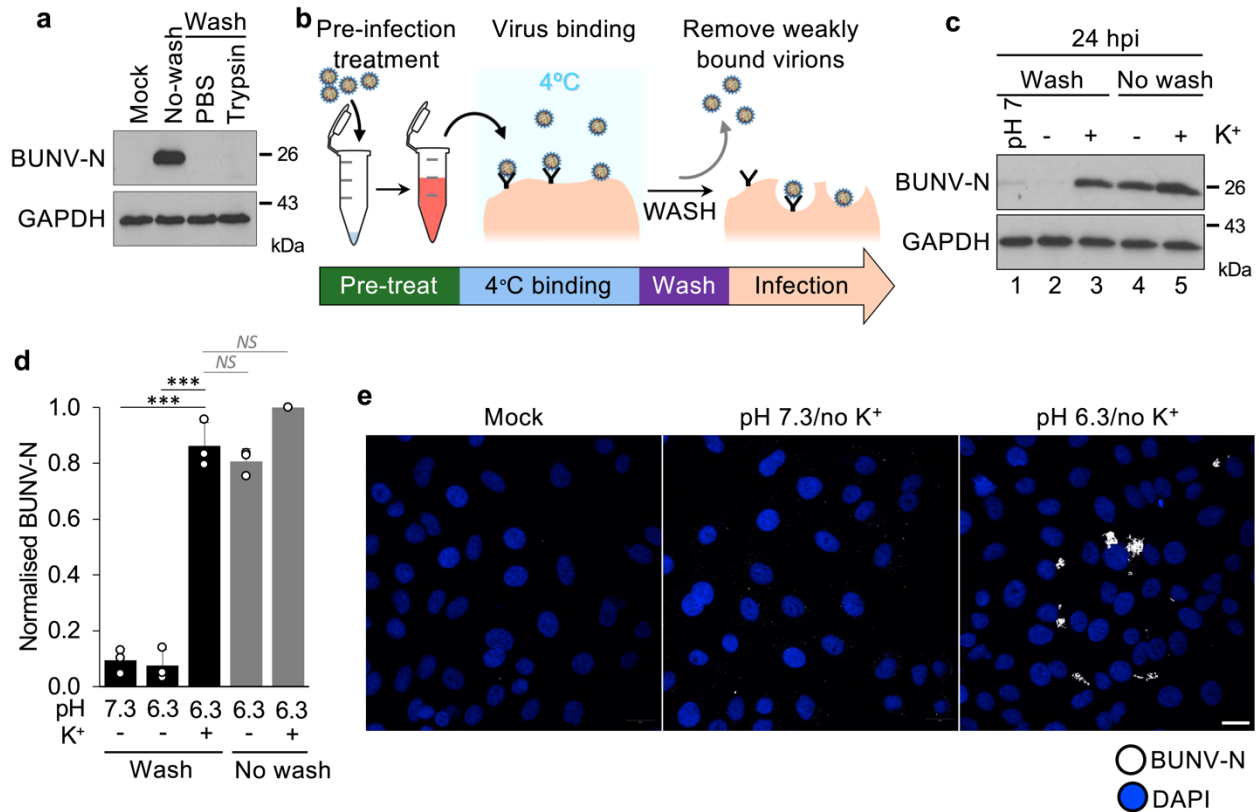 a
Wash
Mock
No-wash
PBS
Trypsin
BUNV-N
26
GAPDH
43
kDa
b
Pre-infection
treatment
Virus binding
Remove weakly
bound virions
4°C
WASH
Pre-treat
4°C binding
Wash
Infection
c
24 hpi
Wash No wash
pH 7 - + - + K⁺
BUNV-N
26
GAPDH
43
kDa
1 2 3 4 5
d
NS
NS
***
***
Normalised BUNV-N
1.0
0.8
0.6
0.4
0.2
0.0
pH 7.3 6.3 6.3 6.3 6.3
K⁺ - - + - +
Wash No wash
e
Mock
pH 7.3/no K⁺
pH 6.3/no K⁺
BUNV-N
DAPI